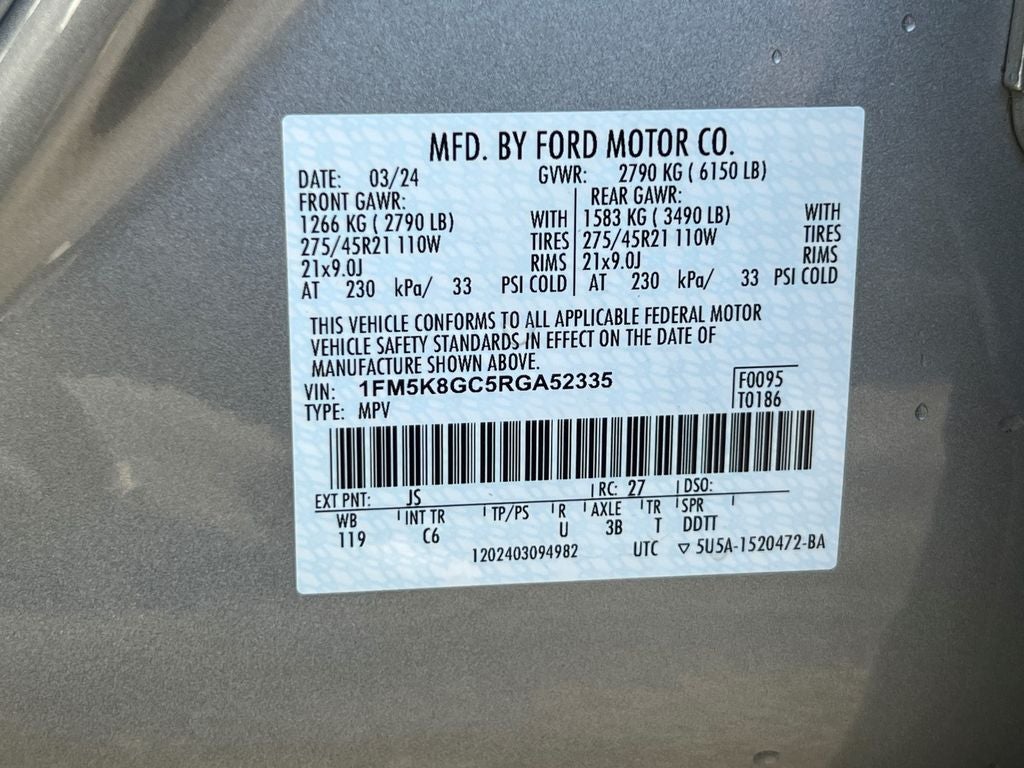 MFD. BY FORD MOTOR CO.
DATE: 03/24 GVWR: 2790 KG ( 6150 LB)
FRONT GAWR: REAR GAWR:
1266 KG ( 2790 LB) WITH 1583 KG ( 3490 LB) WITH
275/45R21 110W TIRES 275/45R21 110W TIRES
21x9.0J RIMS 21x9.0J RIMS
AT 230 kPa/ 33 PSI COLD AT 230 kPa/ 33 PSI COLD
THIS VEHICLE CONFORMS TO ALL APPLICABLE FEDERAL MOTOR
VEHICLE SAFETY STANDARDS IN EFFECT ON THE DATE OF
MANUFACTURE SHOWN ABOVE.
VIN: 1FM5K8GC5RGA52335 F0095
TYPE: MPV T0186
EXT PNT: JS RC: 27 DSO:
WB INT TR TP/PS R AXLE TR SPR
119 C6 U 3B T DDTT
1202403094982 UTC ▽ 5U5A-1520472-BA